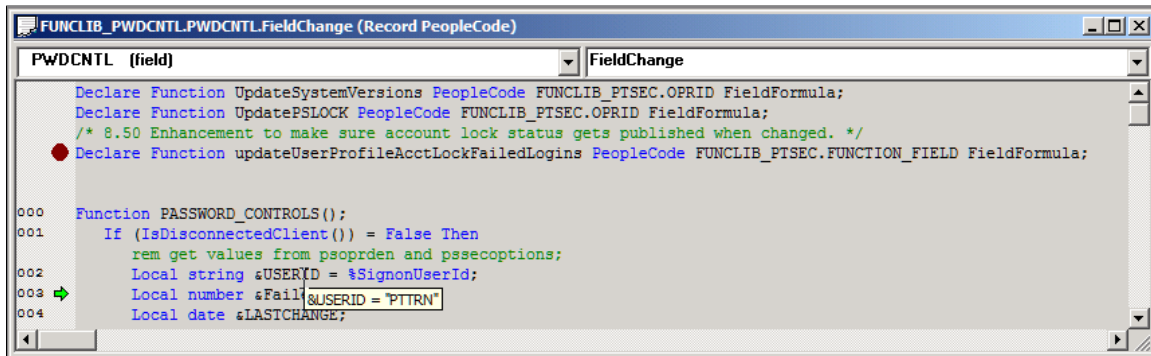 FUNCLIB_PWDCNTL.PWDCNTL.FieldChange (Record PeopleCode)
PWDCNTL (field) FieldChange
Declare Function UpdateSystemVersions PeopleCode FUNCLIB_PTSEC.OPRID FieldFormula;
Declare Function UpdatePSLOCK PeopleCode FUNCLIB_PTSEC.OPRID FieldFormula;
/* 8.50 Enhancement to make sure account lock status gets published when changed. */
Declare Function updateUserProfileAcctLockFailedLogins PeopleCode FUNCLIB_PTSEC.FUNCTION_FIELD FieldFormula;
000 Function PASSWORD_CONTROLS();
001 If (IsDisconnectedClient()) = False Then
rem get values from psoprden and pssecoptions;
002 Local string &USERID = %SignonUserId;
003 Local number &Fail
&USERID = "PTTRN"
004 Local date &LASTCHANGE;